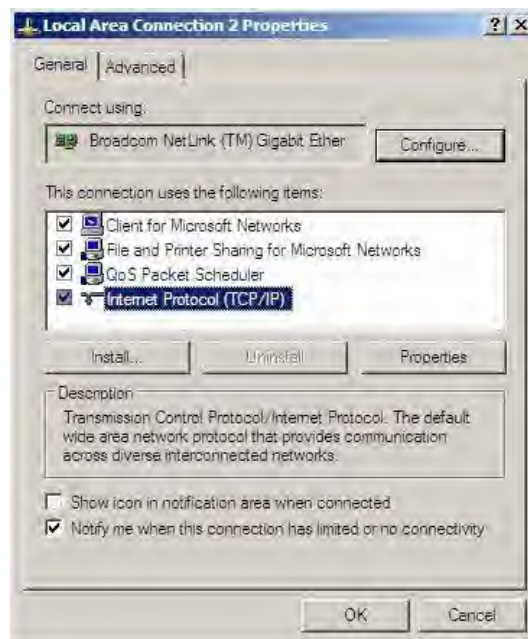 Local Area Connection 2 Properties
General
Advanced
Connect using:
Broadcom NetLink (TM) Gigabit Ether
Configure...
This connection uses the following items:
Client for Microsoft Networks
File and Printer Sharing for Microsoft Networks
QoS Packet Scheduler
Internet Protocol (TCP/IP)
Install...
Uninstall
Properties
Description
Transmission Control Protocol/Internet Protocol. The default
wide area network protocol that provides communication
across diverse interconnected networks.
Show icon in notification area when connected
Notify me when this connection has limited or no connectivity
OK
Cancel